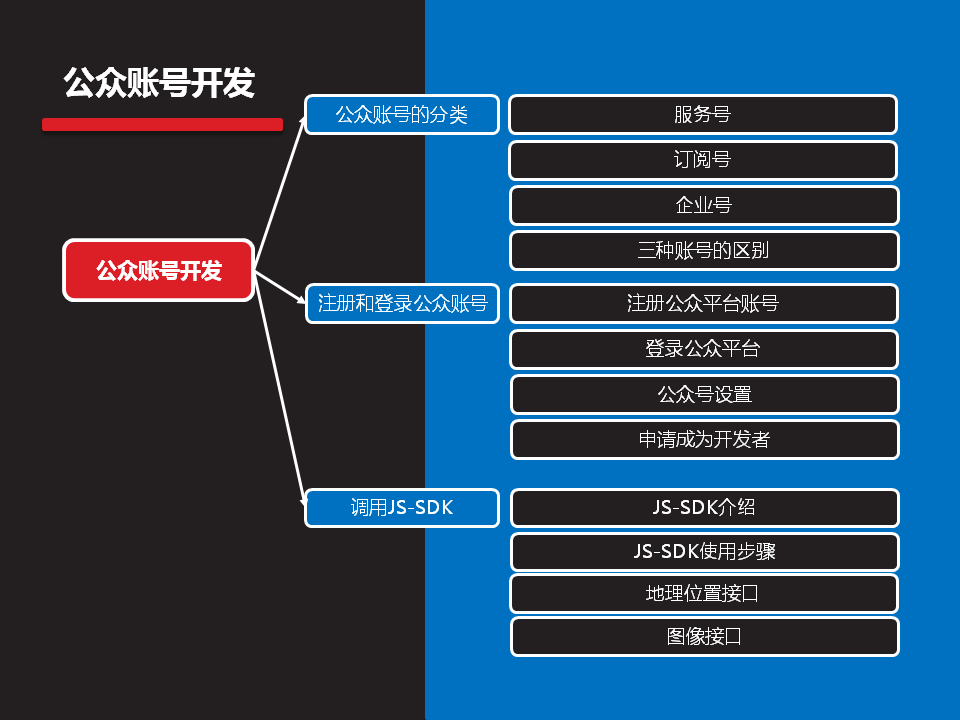 公众账号开发
公众账号开发
公众账号的分类
服务号
订阅号
企业号
三种账号的区别
注册和登录公众账号
注册公众平台账号
登录公众平台
公众号设置
申请成为开发者
调用JS-SDK
JS-SDK介绍
JS-SDK使用步骤
地理位置接口
图像接口